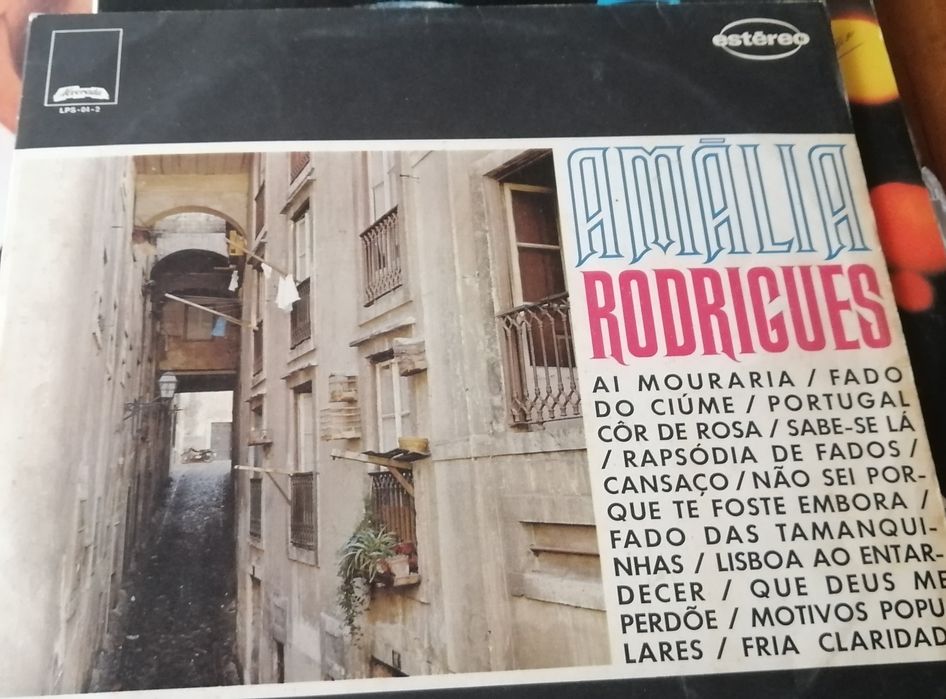 estéreo
LPS-01-2
AMÁLIA
RODRIGUES
AI MOURARIA / FADO
DO CIÚME / PORTUGAL
CÔR DE ROSA / SABE-SE LÁ
/ RAPSÓDIA DE FADOS /
CANSAÇO / NÃO SEI POR-
QUE TE FOSTE EMBORA /
FADO DAS TAMANQUI-
NHAS / LISBOA AO ENTAR-
DECER / QUE DEUS ME
PERDÕE / MOTIVOS POPU
LARES / FRIA CLARIDAD